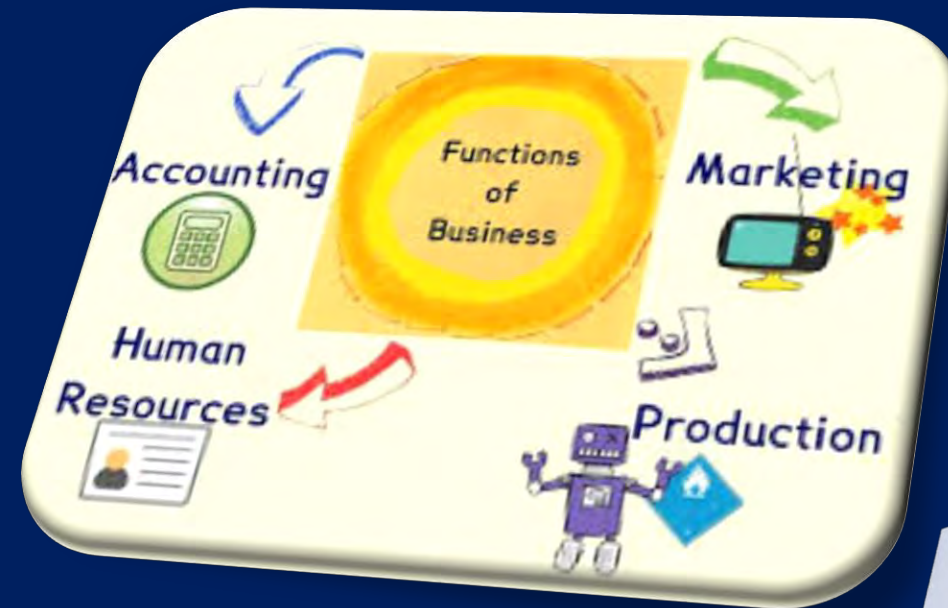 Functions
of
Business
Accounting
Marketing
Human
Resources
Production